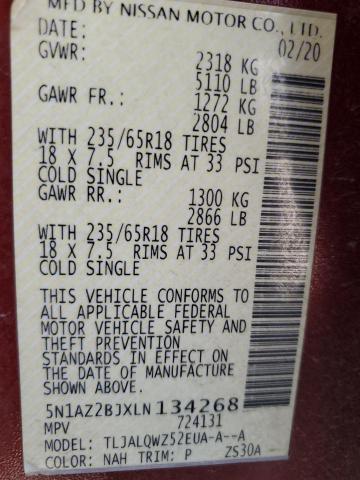 MFD BY NISSAN MOTOR CO., LTD.
DATE: 02/20
GVWR: 2318 KG
5110 LB
GAWR FR.: 1272 KG
2804 LB
WITH 235/65R18 TIRES
18 X 7.5 RIMS AT 33 PSI
COLD SINGLE
GAWR RR.: 1300 KG
2866 LB
WITH 235/65R18 TIRES
18 X 7.5 RIMS AT 33 PSI
COLD SINGLE
THIS VEHICLE CONFORMS TO
ALL APPLICABLE FEDERAL
MOTOR VEHICLE SAFETY AND
THEFT PREVENTION
STANDARDS IN EFFECT ON
THE DATE OF MANUFACTURE
SHOWN ABOVE.
5N1AZ2BJXLN134268
MPV 724131
MODEL: TLJALQWZ52EUA-A--A
COLOR: NAH TRIM: P ZS30A